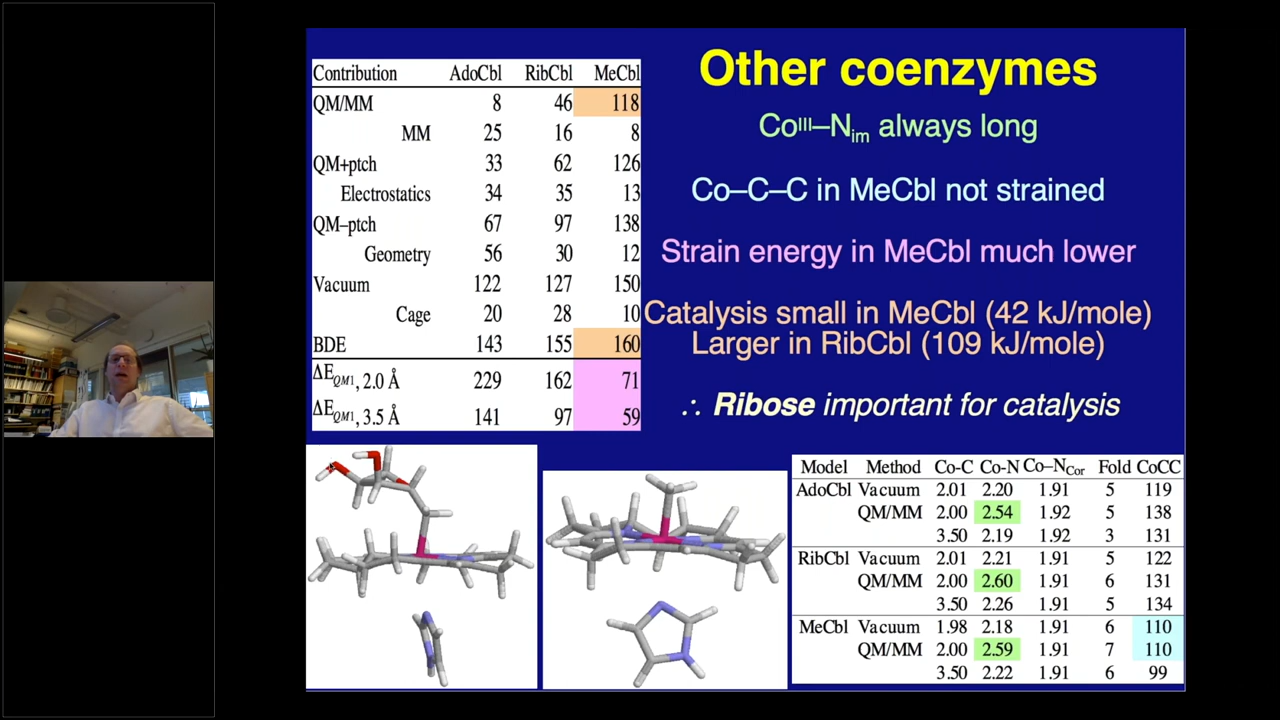 Other coenzymes
Contribution AdoCbl RibCbl MeCbl
QM/MM 8 46 118
MM 25 16 8
QM+ptch 33 62 126
Electrostatics 34 35 13
QM–ptch 67 97 138
Geometry 56 30 12
Vacuum 122 127 150
Cage 20 28 10
BDE 143 155 160
ΔE_QM1, 2.0 Å 229 162 71
ΔE_QM1, 3.5 Å 141 97 59
Co^III–N_im always long
Co–C–C in MeCbl not strained
Strain energy in MeCbl much lower
Catalysis small in MeCbl (42 kJ/mole)
Larger in RibCbl (109 kJ/mole)
∴ Ribose important for catalysis
Model Method Co-C Co-N Co–N_Cor Fold CoCC
AdoCbl Vacuum 2.01 2.20 1.91 5 119
QM/MM 2.00 2.54 1.92 5 138
3.50 2.19 1.92 3 131
RibCbl Vacuum 2.01 2.21 1.91 5 122
QM/MM 2.00 2.60 1.91 6 131
3.50 2.26 1.91 5 134
MeCbl Vacuum 1.98 2.18 1.91 6 110
QM/MM 2.00 2.59 1.91 7 110
3.50 2.22 1.91 6 99